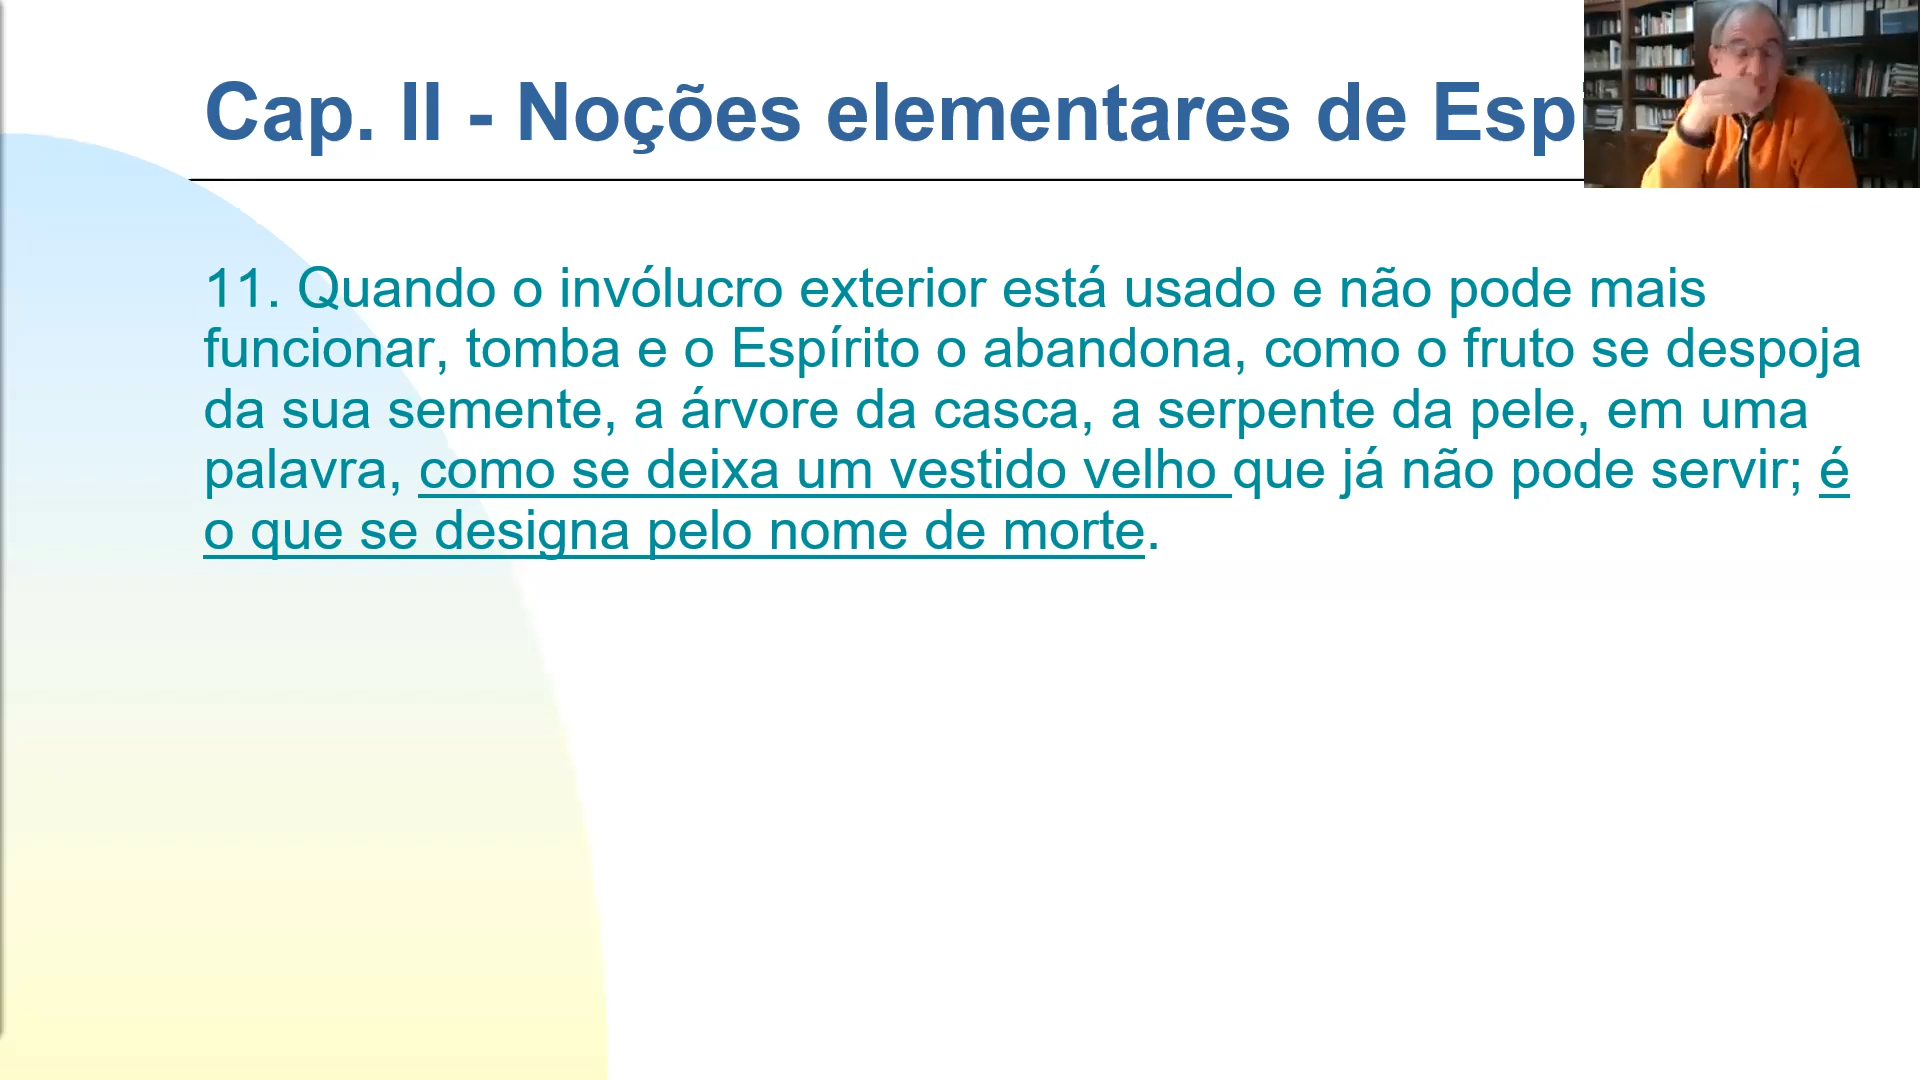 Cap. II - Noções elementares de Esp
11. Quando o invólucro exterior está usado e não pode mais
funcionar, tomba e o Espírito o abandona, como o fruto se despoja
da sua semente, a árvore da casca, a serpente da pele, em uma
palavra, como se deixa um vestido velho que já não pode servir; é
o que se designa pelo nome de morte.